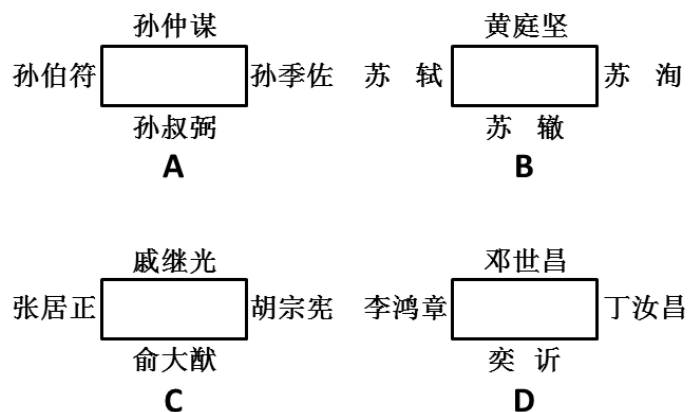 孙仲谋
孙伯符
孙季佐
孙叔弼
A
黄庭坚
苏 轼
苏 洵
苏 辙
B
戚继光
张居正
胡宗宪
俞大猷
C
邓世昌
李鸿章
丁汝昌
奕 䜣
D